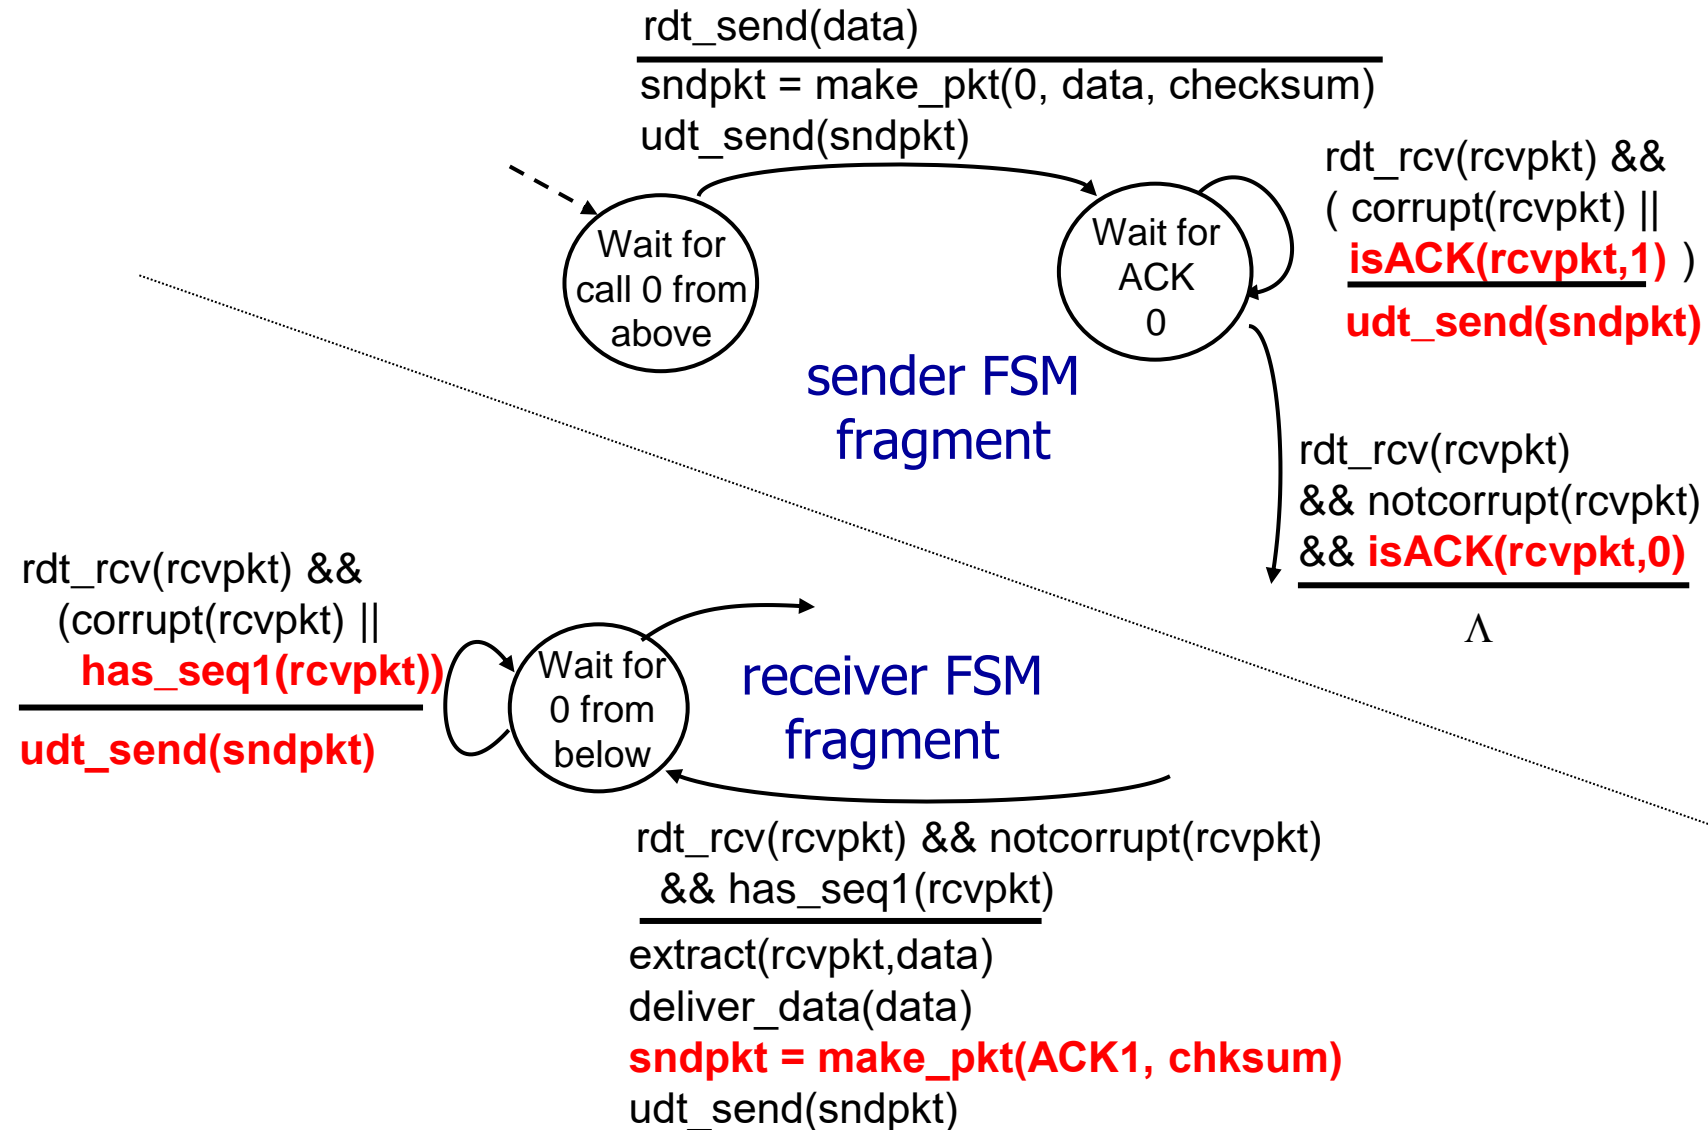 rdt_send(data)
sndpkt = make_pkt(0, data, checksum)
udt_send(sndpkt)
Wait for
call 0 from
above
Wait for
ACK
0
rdt_rcv(rcvpkt) &&
( corrupt(rcvpkt) ||
isACK(rcvpkt,1) )
udt_send(sndpkt)
sender FSM
fragment
rdt_rcv(rcvpkt)
&& notcorrupt(rcvpkt)
&& isACK(rcvpkt,0)
Λ
rdt_rcv(rcvpkt) &&
(corrupt(rcvpkt) ||
has_seq1(rcvpkt))
udt_send(sndpkt)
Wait for
0 from
below
receiver FSM
fragment
rdt_rcv(rcvpkt) && notcorrupt(rcvpkt)
&& has_seq1(rcvpkt)
extract(rcvpkt,data)
deliver_data(data)
sndpkt = make_pkt(ACK1, chksum)
udt_send(sndpkt)